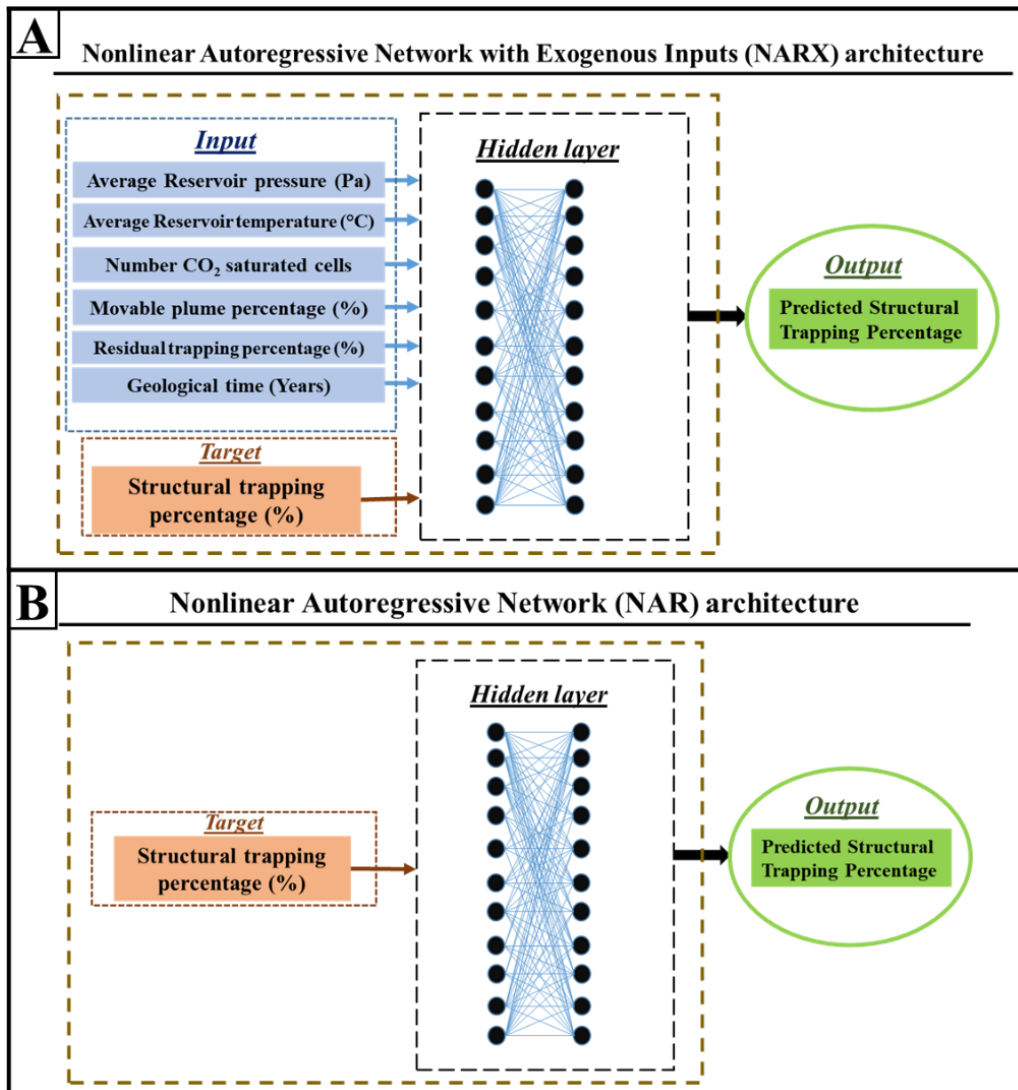 A
Nonlinear Autoregressive Network with Exogenous Inputs (NARX) architecture
Input
Average Reservoir pressure (Pa)
Average Reservoir temperature (°C)
Number CO₂ saturated cells
Movable plume percentage (%)
Residual trapping percentage (%)
Geological time (Years)
Target
Structural trapping
percentage (%)
Hidden layer
Output
Predicted Structural
Trapping Percentage
B
Nonlinear Autoregressive Network (NAR) architecture
Target
Structural trapping
percentage (%)
Hidden layer
Output
Predicted Structural
Trapping Percentage